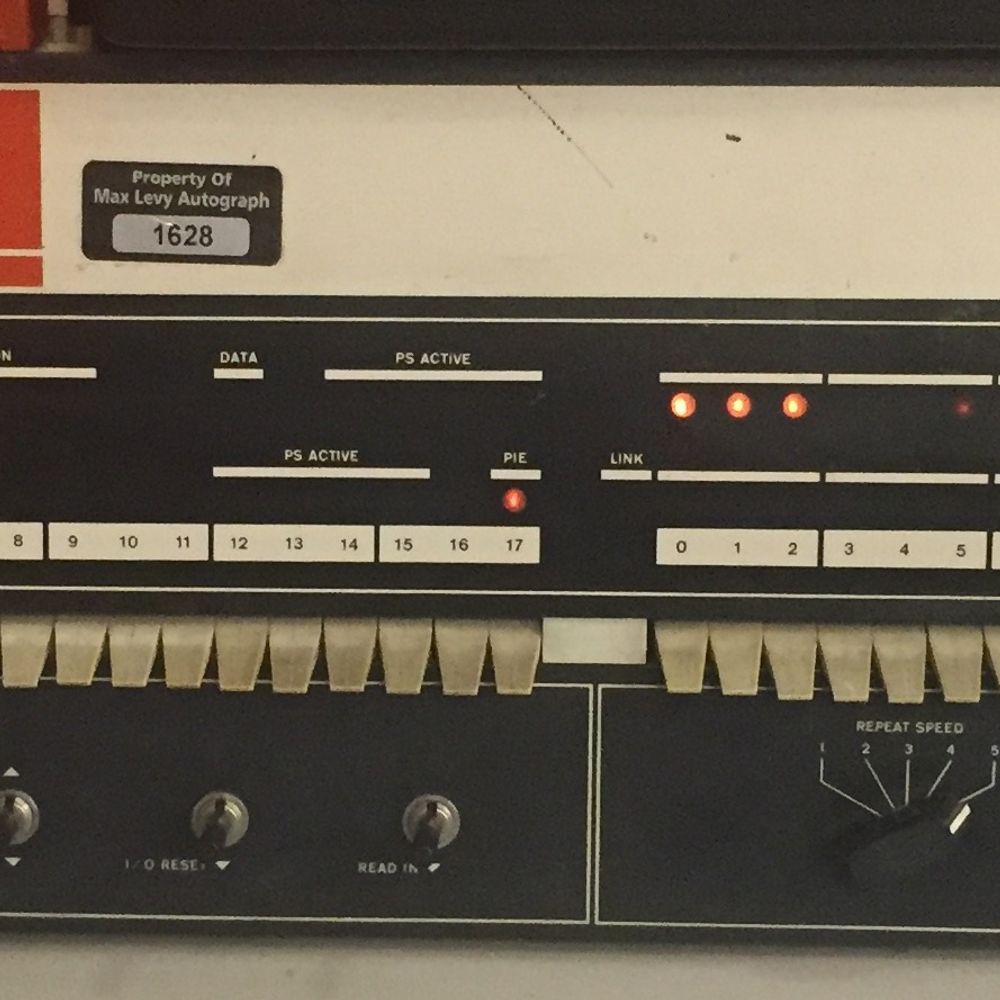 Property Of
Max Levy Autograph
1628
N
DATA
PS ACTIVE
PS ACTIVE
PIE
LINK
8 9 10 11 12 13 14 15 16 17
0 1 2 3 4 5
REPEAT SPEED
1 2 3 4 5
I/O RESET
READ IN